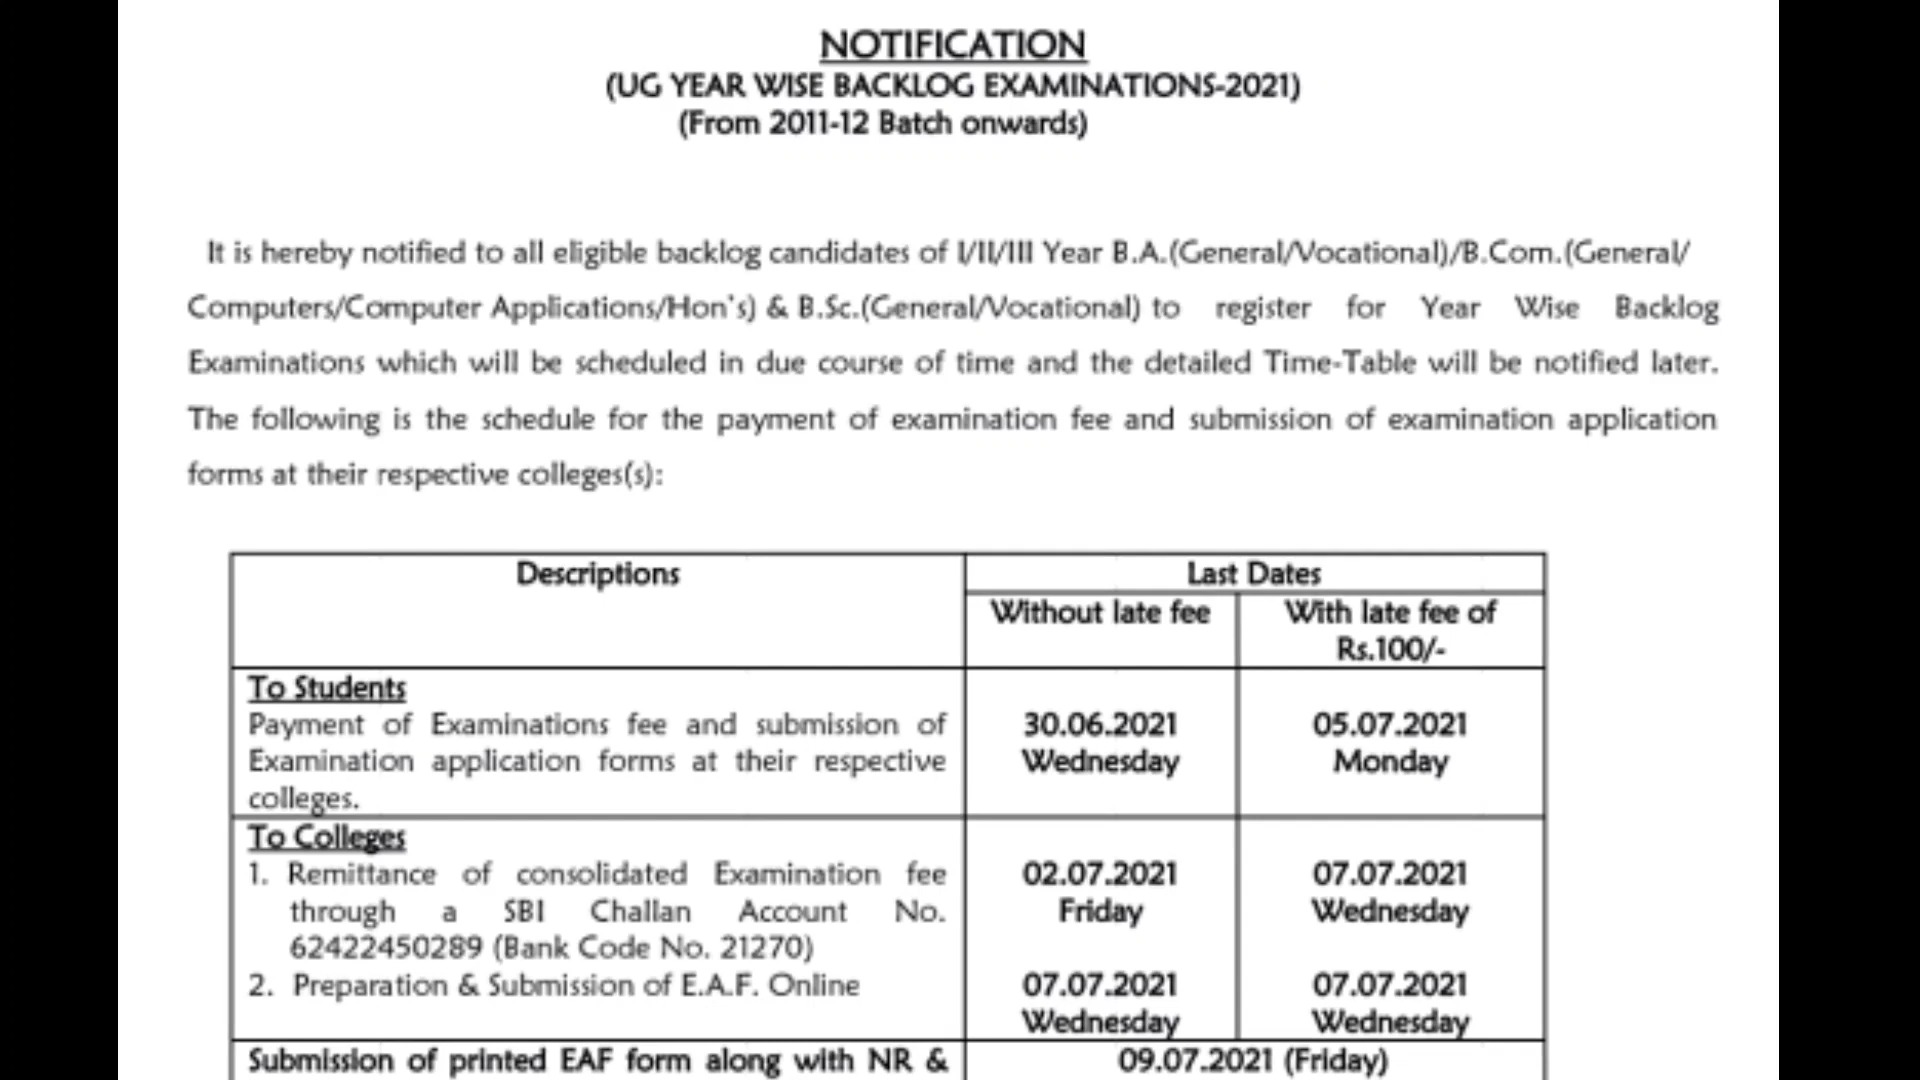 NOTIFICATION
(UG YEAR WISE BACKLOG EXAMINATIONS-2021)
(From 2011-12 Batch onwards)
It is hereby notified to all eligible backlog candidates of I/II/III Year B.A.(General/Vocational)/B.Com.(General/
Computers/Computer Applications/Hon's) & B.Sc.(General/Vocational) to register for Year Wise Backlog
Examinations which will be scheduled in due course of time and the detailed Time-Table will be notified later.
The following is the schedule for the payment of examination fee and submission of examination application
forms at their respective colleges(s):
Descriptions
Last Dates
Without late fee
With late fee of
Rs.100/-
To Students
Payment of Examinations fee and submission of
Examination application forms at their respective
colleges.
30.06.2021
Wednesday
05.07.2021
Monday
To Colleges
1. Remittance of consolidated Examination fee
through a SBI Challan Account No.
62422450289 (Bank Code No. 21270)
02.07.2021
Friday
07.07.2021
Wednesday
2. Preparation & Submission of E.A.F. Online
07.07.2021
Wednesday
07.07.2021
Wednesday
Submission of printed EAF form along with NR &
09.07.2021 (Friday)